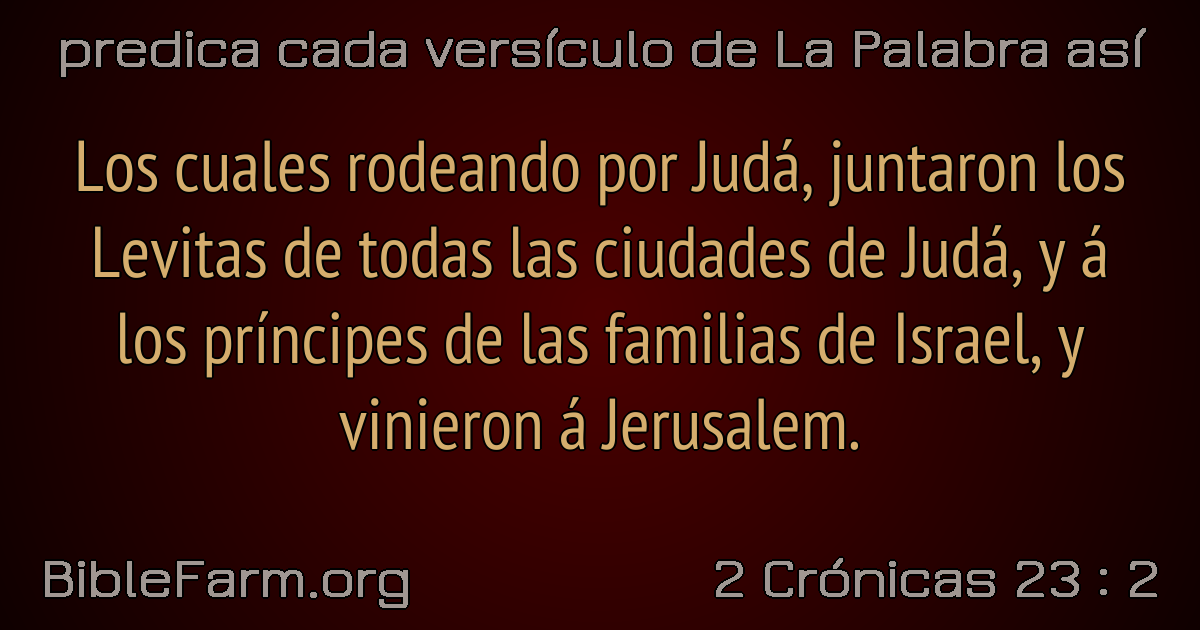 predica cada versículo de La Palabra así
Los cuales rodeando por Judá, juntaron los
Levitas de todas las ciudades de Judá, y á
los príncipes de las familias de Israel, y
vinieron á Jerusalem.
BibleFarm.org
2 Crónicas 23 : 2